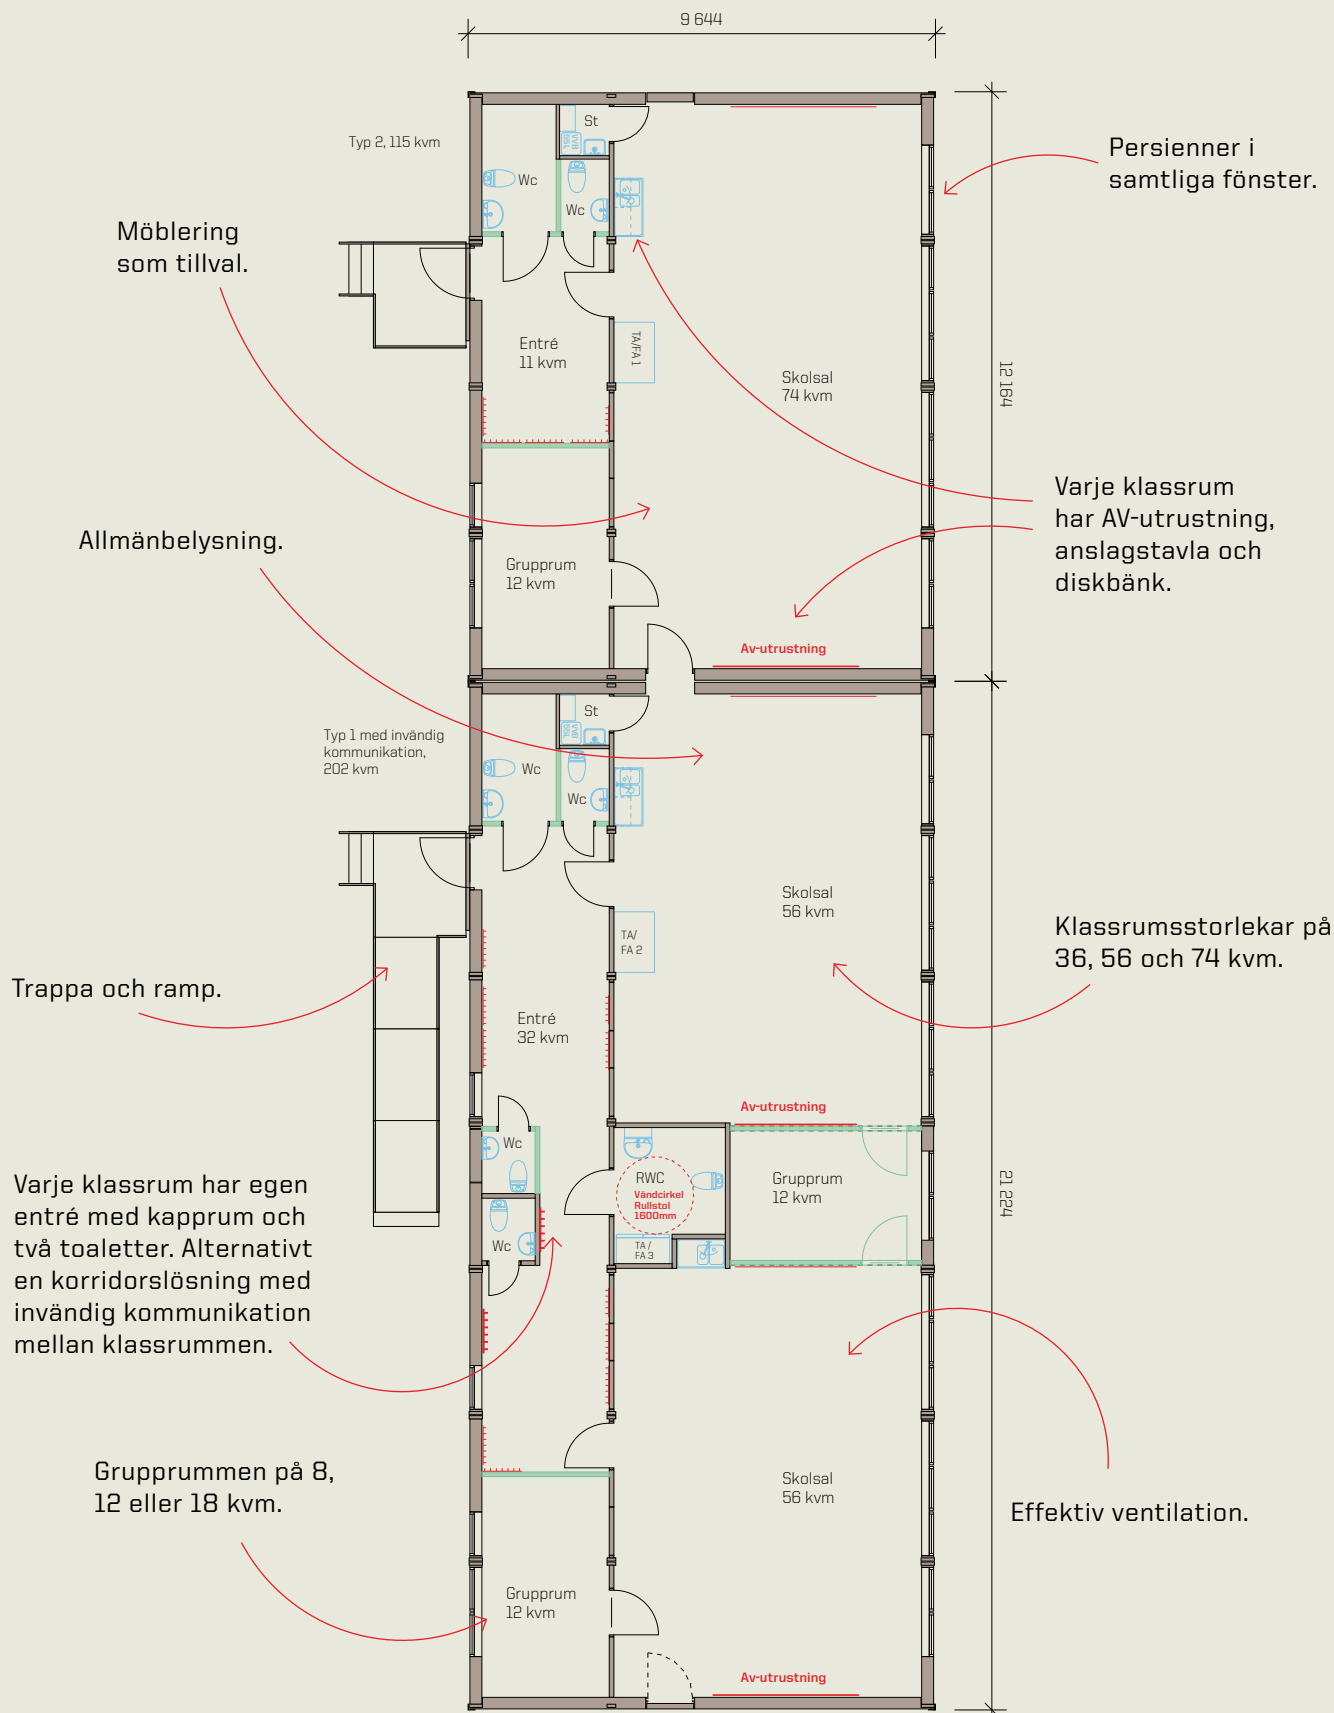 9 644
St
Typ 2, 115 kvm
Persienner i
samtliga fönster.
Wc
VVB
55L
Wc
Möblering
som tillval.
Entré
11 kvm
TA/FA 1
Skolsal
74 kvm
12 164
Varje klassrum
har AV-utrustning,
anslagstavla och
diskbänk.
Allmänbelysning.
Grupprum
12 kvm
Av-utrustning
St
VVB
55L
Typ 1 med invändig
kommunikation,
202 kvm
Wc
Wc
Skolsal
56 kvm
TA/
FA 2
Klassrumsstorlekar på
36, 56 och 74 kvm.
Trappa och ramp.
Entré
32 kvm
Av-utrustning
Wc
RWC
Vändcirkel
Rullstol
1600mm
Grupprum
12 kvm
21 224
Varje klassrum har egen
entré med kapprum och
två toaletter. Alternativt
en korridorslösning med
invändig kommunikation
mellan klassrummen.
Wc
TA /
FA 3
Grupprummen på 8,
12 eller 18 kvm.
Skolsal
56 kvm
Effektiv ventilation.
Grupprum
12 kvm
Av-utrustning